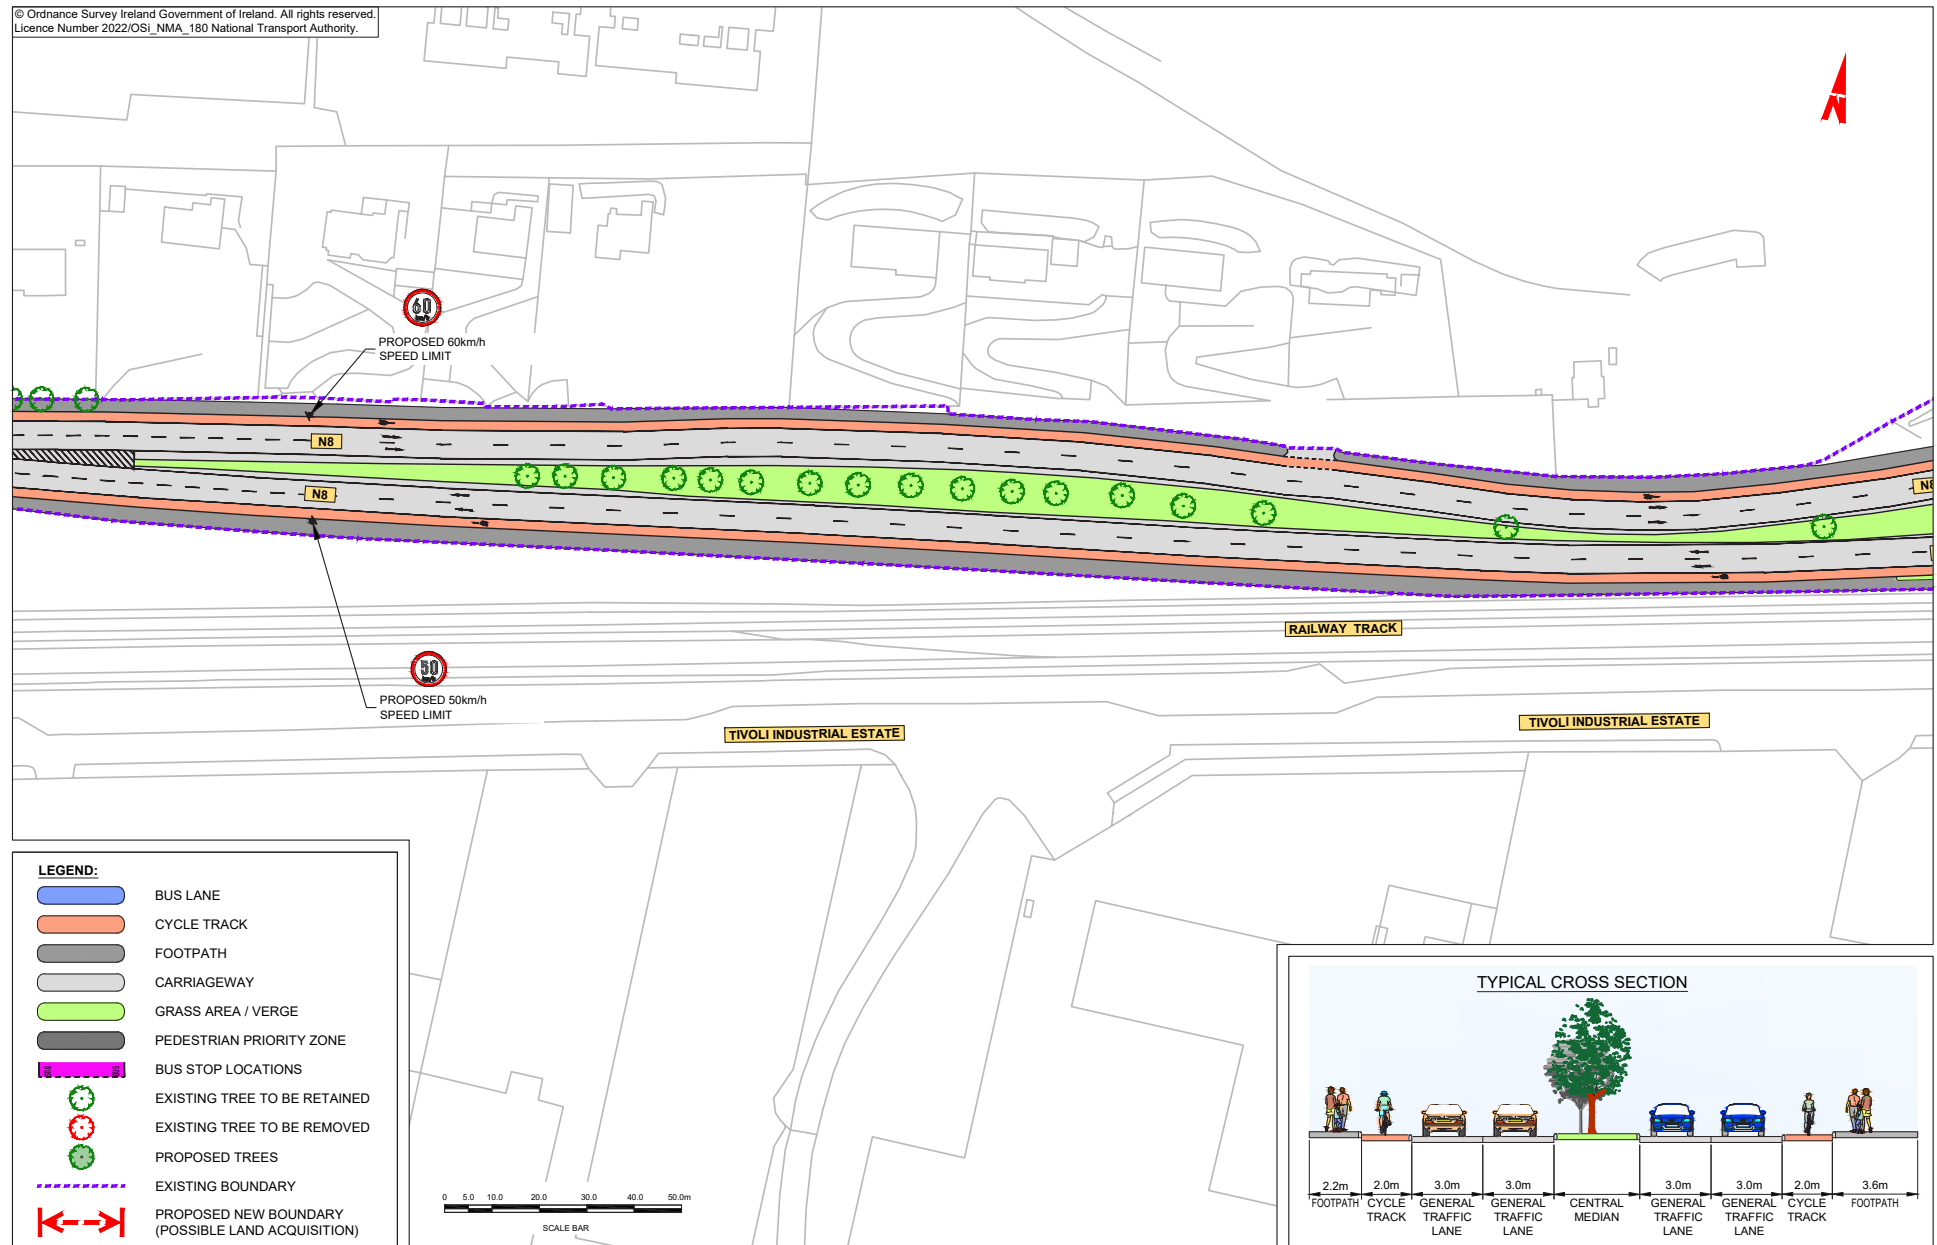 © Ordnance Survey Ireland Government of Ireland. All rights reserved.
Licence Number 2022/OSi_NMA_180 National Transport Authority.
N
60
km/h
PROPOSED 60km/h
SPEED LIMIT
N8
N8
N8
RAILWAY TRACK
50
km/h
PROPOSED 50km/h
SPEED LIMIT
TIVOLI INDUSTRIAL ESTATE
TIVOLI INDUSTRIAL ESTATE
LEGEND:
BUS LANE
CYCLE TRACK
FOOTPATH
CARRIAGEWAY
GRASS AREA / VERGE
PEDESTRIAN PRIORITY ZONE
BUS STOP LOCATIONS
EXISTING TREE TO BE RETAINED
EXISTING TREE TO BE REMOVED
PROPOSED TREES
EXISTING BOUNDARY
PROPOSED NEW BOUNDARY
(POSSIBLE LAND ACQUISITION)
0 5.0 10.0 20.0 30.0 40.0 50.0m
SCALE BAR
TYPICAL CROSS SECTION
2.2m 2.0m 3.0m 3.0m 3.0m 3.0m 2.0m 3.6m
FOOTPATH CYCLE GENERAL GENERAL CENTRAL GENERAL GENERAL CYCLE FOOTPATH
TRACK TRAFFIC TRAFFIC MEDIAN TRAFFIC TRAFFIC TRACK
LANE LANE LANE LANE